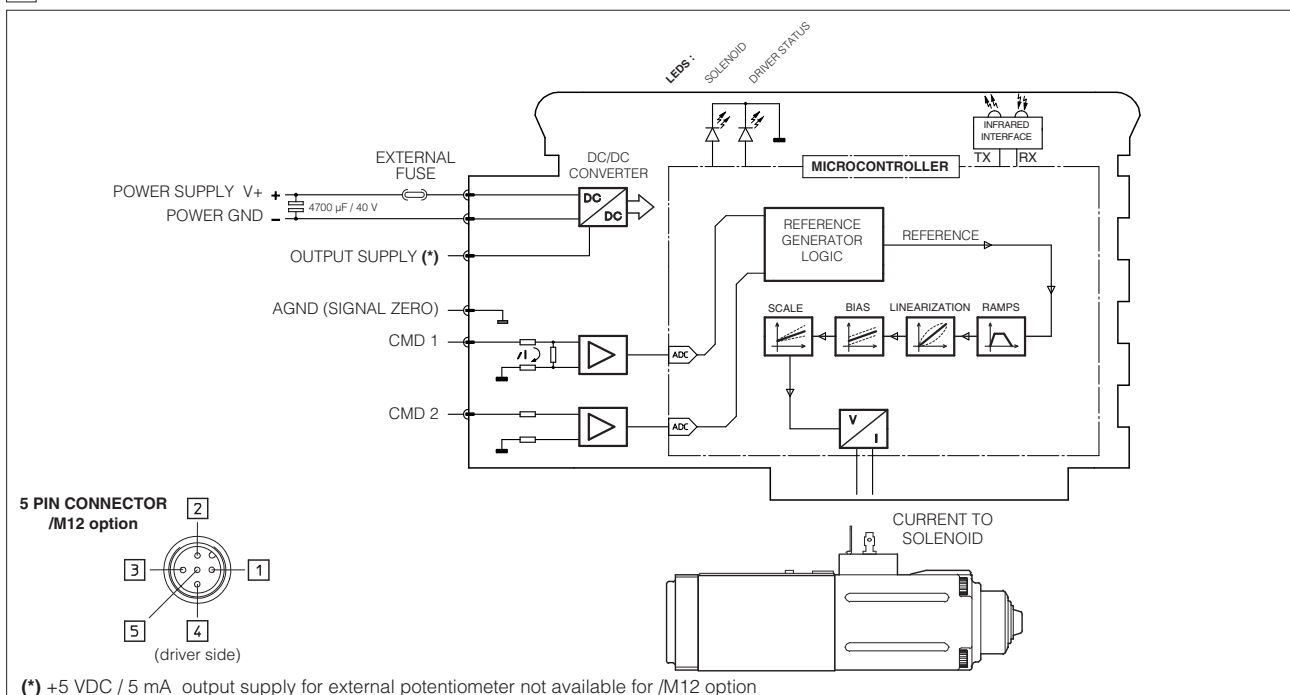 LEDS :
SOLENOID
DRIVER STATUS
INFRARED
INTERFACE
TX
RX
MICROCONTROLLER
EXTERNAL
FUSE
DC/DC
CONVERTER
POWER SUPPLY V+ +
4700 µF / 40 V
POWER GND –
DC
DC
OUTPUT SUPPLY (*)
REFERENCE
GENERATOR
LOGIC
REFERENCE
AGND (SIGNAL ZERO)
SCALE
BIAS
LINEARIZATION
RAMPS
CMD 1
/I
ADC
CMD 2
ADC
V
I
5 PIN CONNECTOR
/M12 option
2
3
1
5
4
(driver side)
CURRENT TO
SOLENOID
(*) +5 VDC / 5 mA output supply for external potentiometer not available for /M12 option